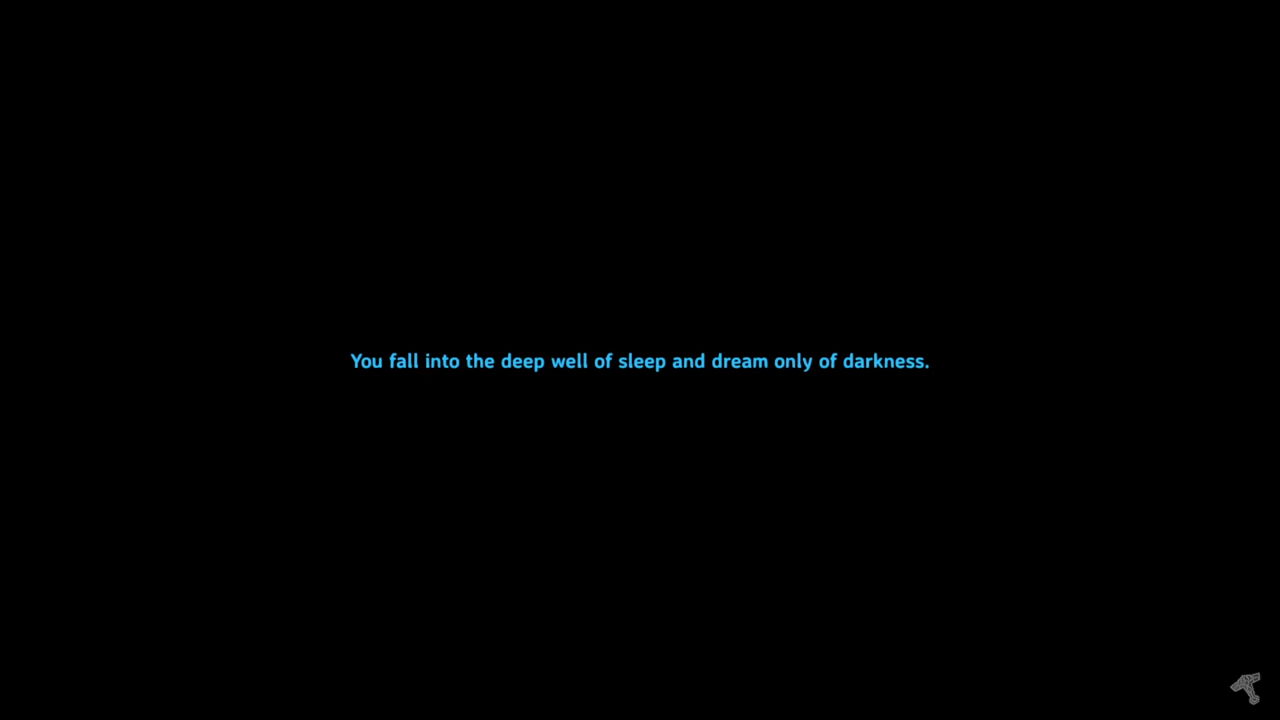 You fall into the deep well of sleep and dream only of darkness.